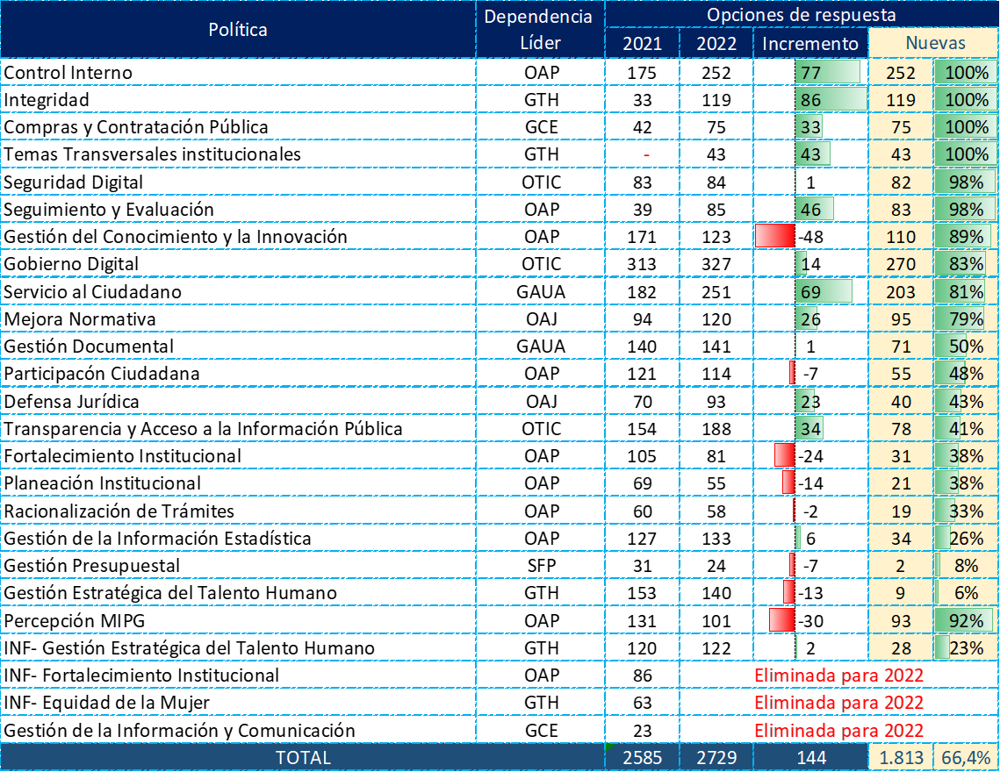 Política Dependencia Líder Opciones de respuesta
2021 2022 Incremento Nuevas
Control Interno OAP 175 252 77 252 100%
Integridad GTH 33 119 86 119 100%
Compras y Contratación Pública GCE 42 75 33 75 100%
Temas Transversales institucionales GTH - 43 43 43 100%
Seguridad Digital OTIC 83 84 1 82 98%
Seguimiento y Evaluación OAP 39 85 46 83 98%
Gestión del Conocimiento y la Innovación OAP 171 123 -48 110 89%
Gobierno Digital OTIC 313 327 14 270 83%
Servicio al Ciudadano GAUA 182 251 69 203 81%
Mejora Normativa OAJ 94 120 26 95 79%
Gestión Documental GAUA 140 141 1 71 50%
Participacón Ciudadana OAP 121 114 -7 55 48%
Defensa Jurídica OAJ 70 93 23 40 43%
Transparencia y Acceso a la Información Pública OTIC 154 188 34 78 41%
Fortalecimiento Institucional OAP 105 81 -24 31 38%
Planeación Institucional OAP 69 55 -14 21 38%
Racionalización de Trámites OAP 60 58 -2 19 33%
Gestión de la Información Estadística OAP 127 133 6 34 26%
Gestión Presupuestal SFP 31 24 -7 2 8%
Gestión Estratégica del Talento Humano GTH 153 140 -13 9 6%
Percepción MIPG OAP 131 101 -30 93 92%
INF- Gestión Estratégica del Talento Humano GTH 120 122 2 28 23%
INF- Fortalecimiento Institucional OAP 86 Eliminada para 2022
INF- Equidad de la Mujer GTH 63 Eliminada para 2022
Gestión de la Información y Comunicación GCE 23 Eliminada para 2022
TOTAL 2585 2729 144 1.813 66,4%